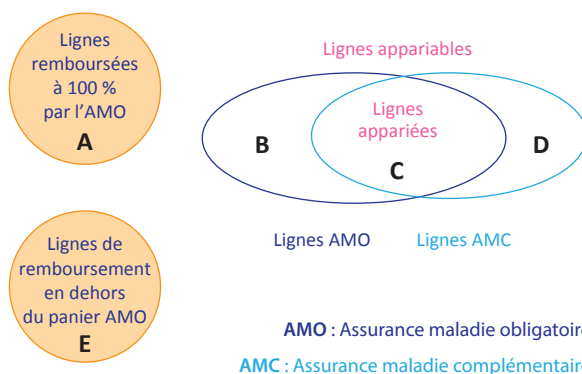 Lignes
remboursées
à 100 %
par l’AMO
A
Lignes appariables
Lignes
appariées
B
C
D
Lignes AMO
Lignes AMC
Lignes de
remboursement
en dehors
du panier AMO
E
AMO : Assurance maladie obligatoire
AMC : Assurance maladie complémentaire